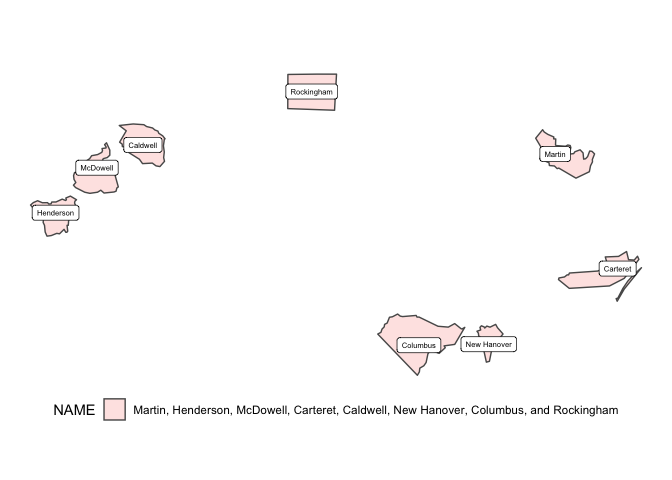 Rockingham
Caldwell
Martin
McDowell
Henderson
Carteret
Columbus
New Hanover
NAME
Martin, Henderson, McDowell, Carteret, Caldwell, New Hanover, Columbus, and Rockingham